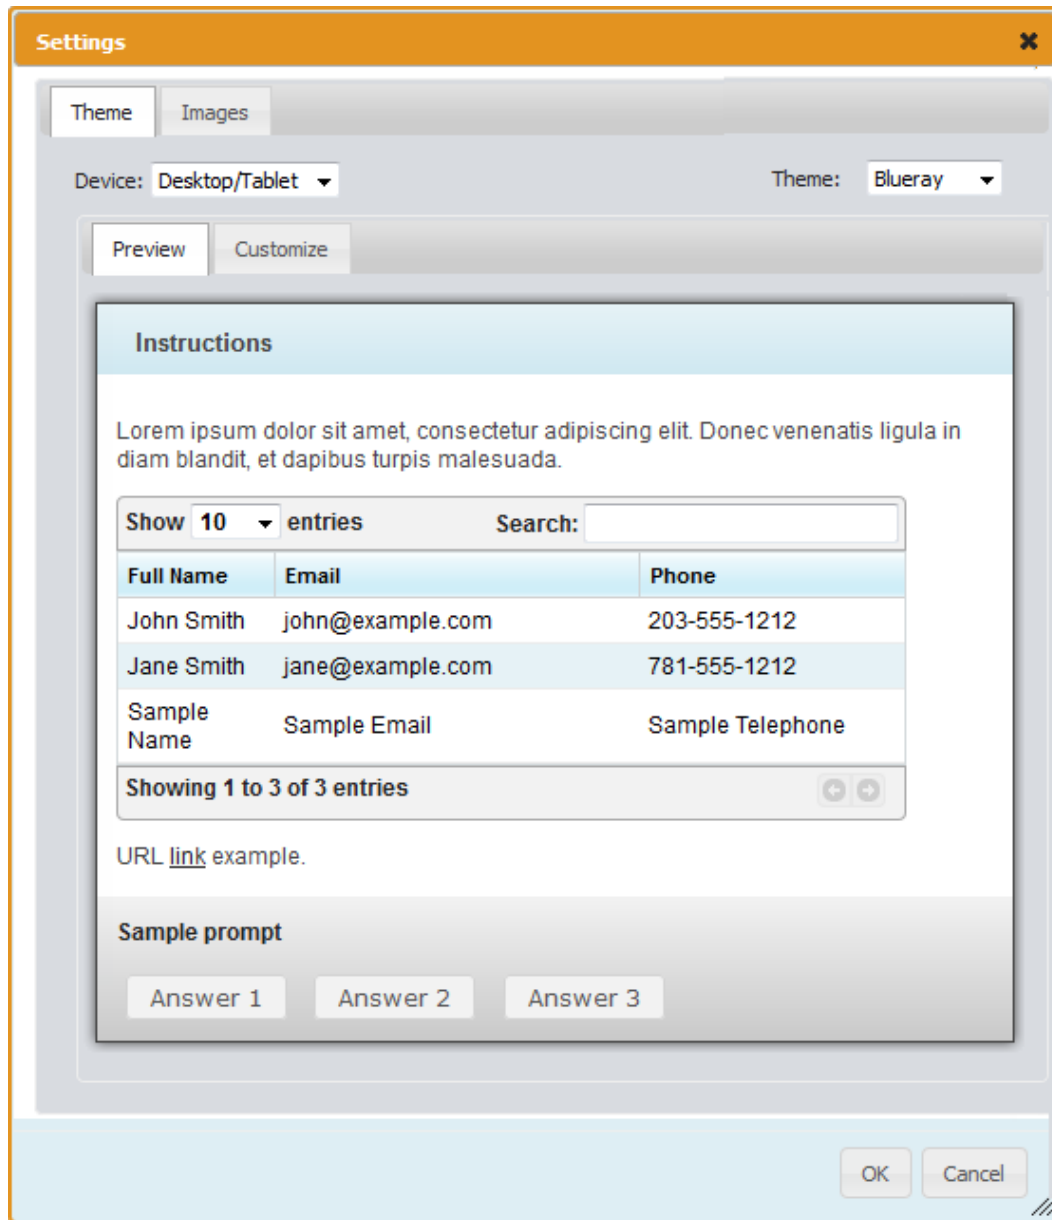 Settings
Theme Images
Device: Desktop/Tablet Theme: Blueray
Preview Customize
Instructions
Lorem ipsum dolor sit amet, consectetur adipiscing elit. Donec venenatis ligula in
diam blandit, et dapibus turpis malesuada.
Show 10 entries Search:
Full Name Email Phone
John Smith john@example.com 203-555-1212
Jane Smith jane@example.com 781-555-1212
Sample
Name Sample Email Sample Telephone
Showing 1 to 3 of 3 entries
URL link example.
Sample prompt
Answer 1 Answer 2 Answer 3
OK Cancel